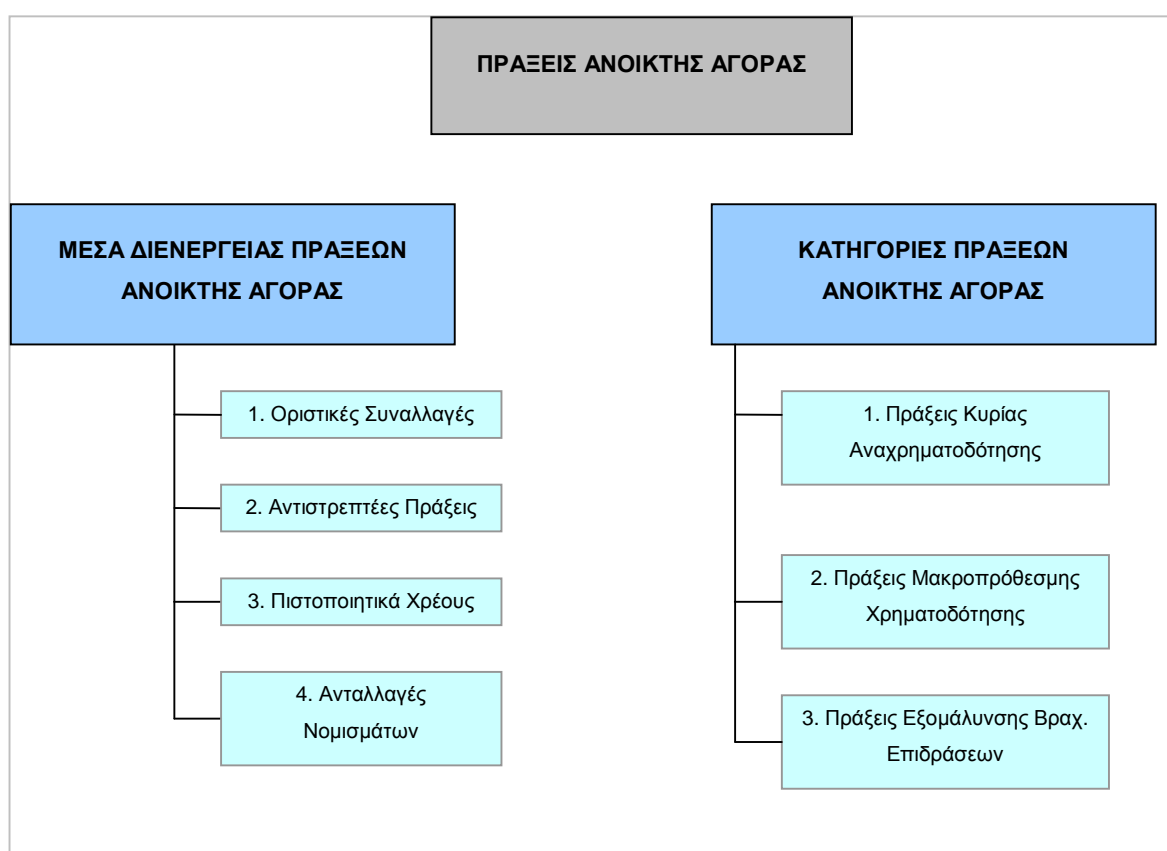 ΠΡΑΞΕΙΣ ΑΝΟΙΚΤΗΣ ΑΓΟΡΑΣ
ΜΕΣΑ ΔΙΕΝΕΡΓΕΙΑΣ ΠΡΑΞΕΩΝ
ΑΝΟΙΚΤΗΣ ΑΓΟΡΑΣ
1. Οριστικές Συναλλαγές
2. Αντιστρεπτέες Πράξεις
3. Πιστοποιητικά Χρέους
4. Ανταλλαγές
Νομισμάτων
ΚΑΤΗΓΟΡΙΕΣ ΠΡΑΞΕΩΝ
ΑΝΟΙΚΤΗΣ ΑΓΟΡΑΣ
1. Πράξεις Κυρίας
Αναχρηματοδότησης
2. Πράξεις Μακροπρόθεσμης
Χρηματοδότησης
3. Πράξεις Εξομάλυνσης Βραχ.
Επιδράσεων